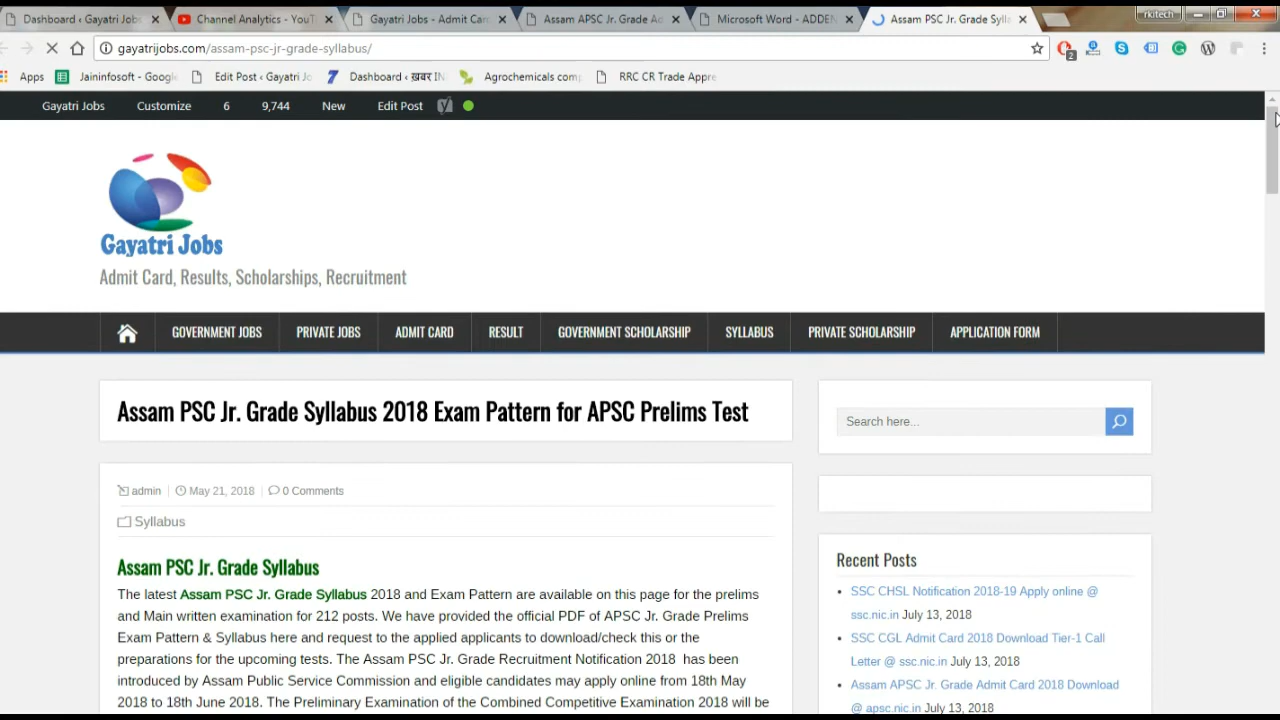 Dashboard ‹ Gayatri Jobs
Channel Analytics - YouT
Gayatri Jobs - Admit Car
Assam APSC Jr. Grade Ad
Microsoft Word - ADDEN
Assam PSC Jr. Grade Sylla
rkitech
gayatrijobs.com/assam-psc-jr-grade-syllabus/
2
Apps
Jaininfosoft - Google
Edit Post ‹ Gayatri Jo
Dashboard ‹ ख़बर IN
Agrochemicals com
RRC CR Trade Appre
Gayatri Jobs
Customize
6
9,744
New
Edit Post
Gayatri Jobs
Admit Card, Results, Scholarships, Recruitment
GOVERNMENT JOBS
PRIVATE JOBS
ADMIT CARD
RESULT
GOVERNMENT SCHOLARSHIP
SYLLABUS
PRIVATE SCHOLARSHIP
APPLICATION FORM
Assam PSC Jr. Grade Syllabus 2018 Exam Pattern for APSC Prelims Test
admin
May 21, 2018
0 Comments
Syllabus
Assam PSC Jr. Grade Syllabus
The latest Assam PSC Jr. Grade Syllabus 2018 and Exam Pattern are available on this page for the prelims
and Main written examination for 212 posts. We have provided the official PDF of APSC Jr. Grade Prelims
Exam Pattern & Syllabus here and request to the applied applicants to download/check this or the
preparations for the upcoming tests. The Assam PSC Jr. Grade Recruitment Notification 2018 has been
introduced by Assam Public Service Commission and eligible candidates may apply online from 18th May
2018 to 18th June 2018. The Preliminary Examination of the Combined Competitive Examination 2018 will be
Search here...
Recent Posts
SSC CHSL Notification 2018-19 Apply online @
ssc.nic.in July 13, 2018
SSC CGL Admit Card 2018 Download Tier-1 Call
Letter @ ssc.nic.in July 13, 2018
Assam APSC Jr. Grade Admit Card 2018 Download
@ apsc.nic.in July 13, 2018